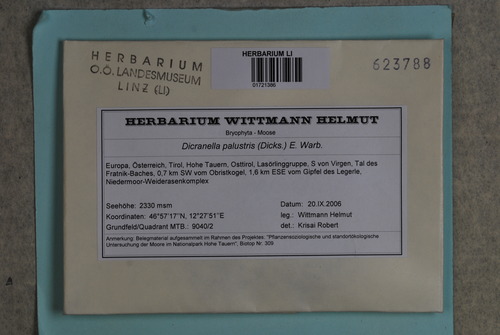 HERBARIUM
O.Ö. LANDESMUSEUM
LINZ (LI)
HERBARIUM LI
01721386
623788
HERBARIUM WITTMANN HELMUT
Bryophyta - Moose
Dicranella palustris (Dicks.) E. Warb.
Europa, Österreich, Tirol, Hohe Tauern, Osttirol, Lasörlinggruppe, S von Virgen, Tal des
Fratnik-Baches, 0,7 km SW vom Obristkogel, 1,6 km ESE vom Gipfel des Legerle,
Niedermoor-Weiderasenkomplex
Seehöhe: 2330 msm Datum: 20.IX.2006
Koordinaten: 46°57'17''N, 12°27'51''E leg.: Wittmann Helmut
Grundfeld/Quadrant MTB.: 9040/2 det.: Krisai Robert
Anmerkung: Belegmaterial aufgesammelt im Rahmen des Projektes: "Pflanzensoziologische und standortökologische
Untersuchung der Moore im Nationalpark Hohe Tauern", Biotop Nr. 309